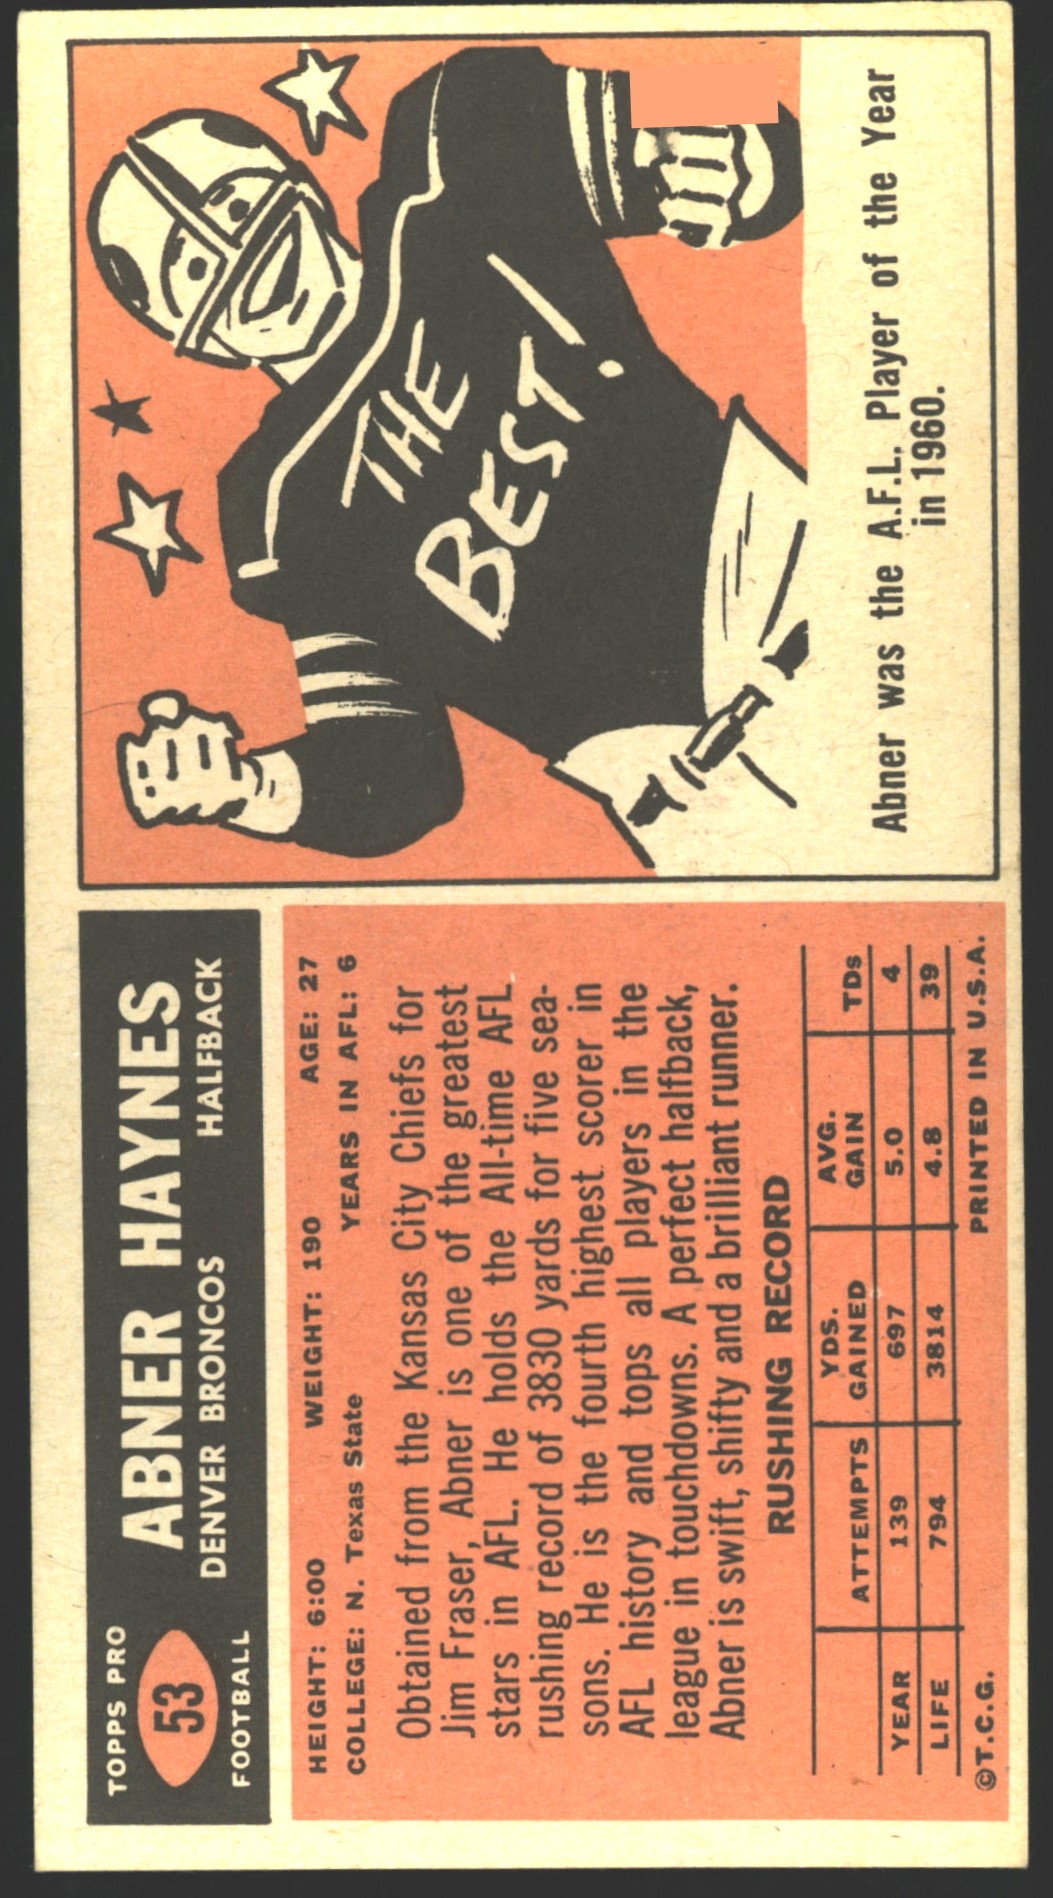 TOPPS PRO
53
FOOTBALL
ABNER HAYNES
DENVER BRONCOS HALFBACK
HEIGHT: 6:00 WEIGHT: 190 AGE: 27
COLLEGE: N. Texas State YEARS IN AFL: 6
Obtained from the Kansas City Chiefs for
Jim Fraser, Abner is one of the greatest
stars in AFL. He holds the All-time AFL
rushing record of 3830 yards for five sea-
sons. He is the fourth highest scorer in
AFL history and tops all players in the
league in touchdowns. A perfect halfback,
Abner is swift, shifty and a brilliant runner.
RUSHING RECORD
ATTEMPTS YDS. GAINED AVG. GAIN TDs
YEAR 139 697 5.0 4
LIFE 794 3814 4.8 39
©T.C.G. PRINTED IN U.S.A.
THE
BEST!
Abner was the A.F.L. Player of the Year
in 1960.